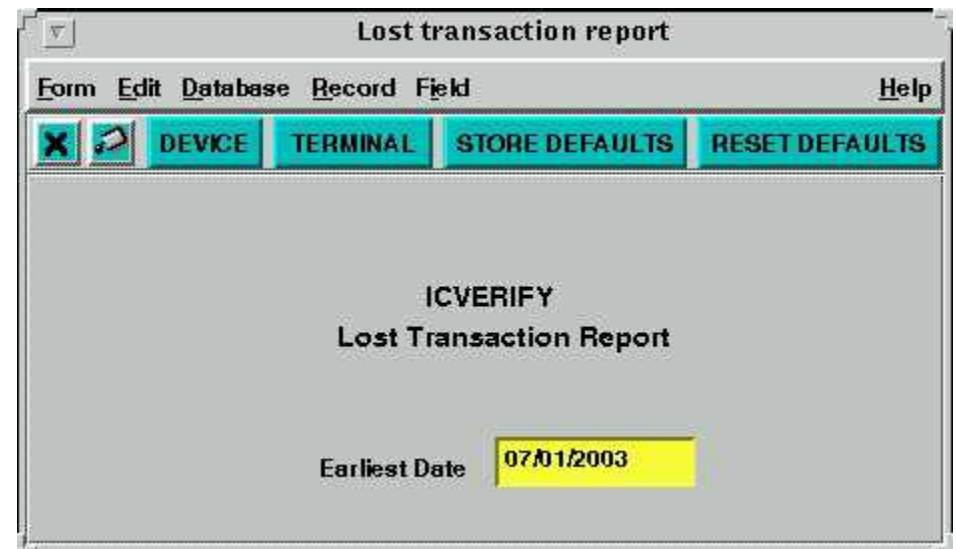 Lost transaction report
Form Edit Database Record Field Help
DEVICE TERMINAL STORE DEFAULTS RESET DEFAULTS
ICVERIFY
Lost Transaction Report
Earliest Date 07/01/2003